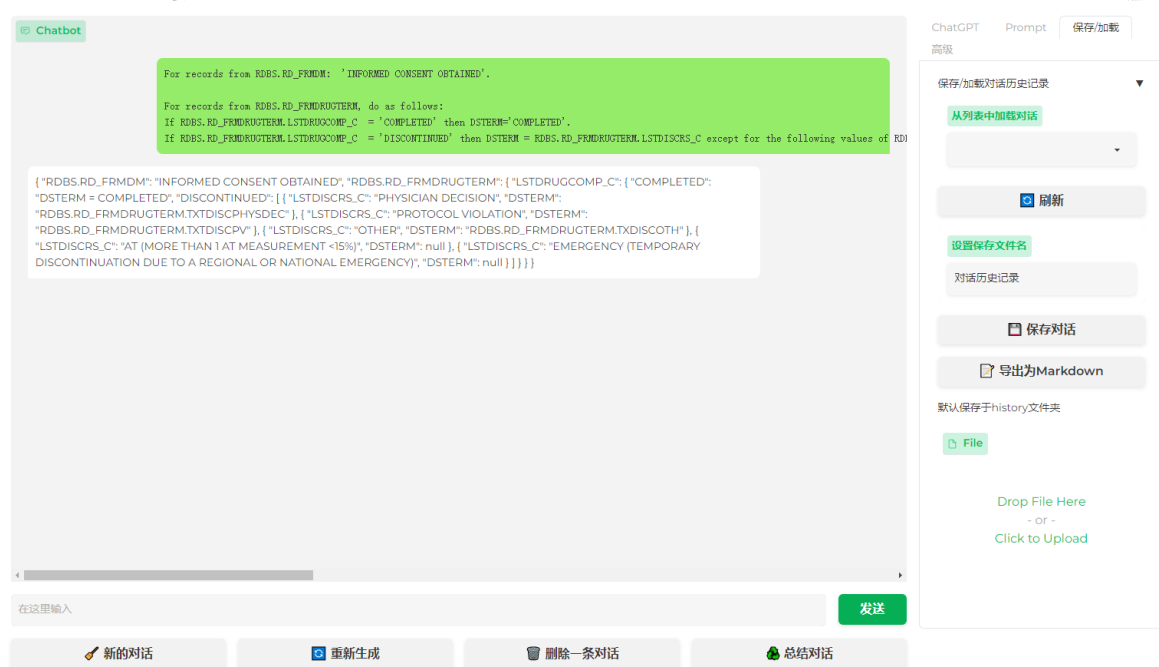 Chatbot
For records from RDBS.RD_FRMDM: 'INFORMED CONSENT OBTAINED'.
For records from RDBS.RD_FRMDRUGTERM, do as follows:
If RDBS.RD_FRMDRUGTERM.LSTDRUGCOMP_C = 'COMPLETED' then DSTERM='COMPLETED'.
If RDBS.RD_FRMDRUGTERM.LSTDRUGCOMP_C = 'DISCONTINUED' then DSTERM = RDBS.RD_FRMDRUGTERM.LSTDISCRS_C except for the following values of
{ "RDBS.RD_FRMDM": "INFORMED CONSENT OBTAINED", "RDBS.RD_FRMDRUGTERM": { "LSTDRUGCOMP_C": { "COMPLETED":
"DSTERM = COMPLETED", "DISCONTINUED": [ { "LSTDISCRS_C": "PHYSICIAN DECISION", "DSTERM":
"RDBS.RD_FRMDRUGTERM.TXTDISCPHYSDEC" }, { "LSTDISCRS_C": "PROTOCOL VIOLATION", "DSTERM":
"RDBS.RD_FRMDRUGTERM.TXTDISCPV" }, { "LSTDISCRS_C": "OTHER", "DSTERM": "RDBS.RD_FRMDRUGTERM.TXDISCOTH" }, {
"LSTDISCRS_C": "AT (MORE THAN 1 AT MEASUREMENT <15%)", "DSTERM": null }, { "LSTDISCRS_C": "EMERGENCY (TEMPORARY
DISCONTINUATION DUE TO A REGIONAL OR NATIONAL EMERGENCY)", "DSTERM": null } ] } } }
在这里输入
发送
新的对话
重新生成
删除一条对话
总结对话
ChatGPT
Prompt
保存/加载
高级
保存/加载对话历史记录
从列表中加载对话
刷新
设置保存文件名
对话历史记录
保存对话
导出为Markdown
默认保存于history文件夹
File
Drop File Here
- or -
Click to Upload